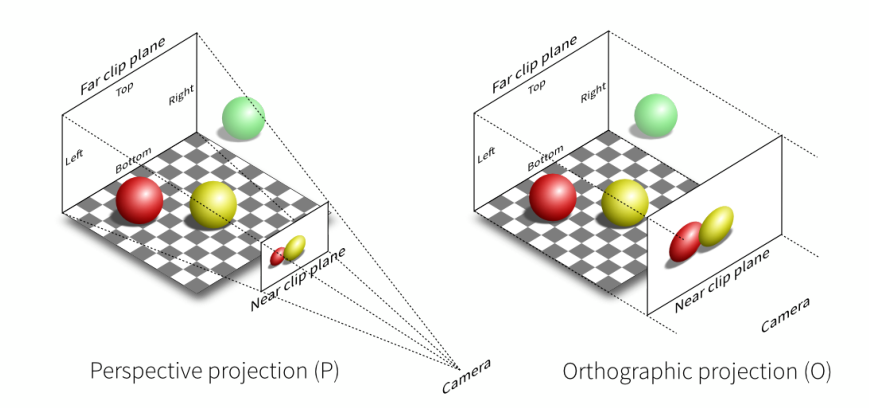 Far clip plane
Top
Right
Left
Bottom
Near clip plane
Camera
Perspective projection (P)
Far clip plane
Top
Right
Left
Bottom
Near clip plane
Camera
Orthographic projection (O)